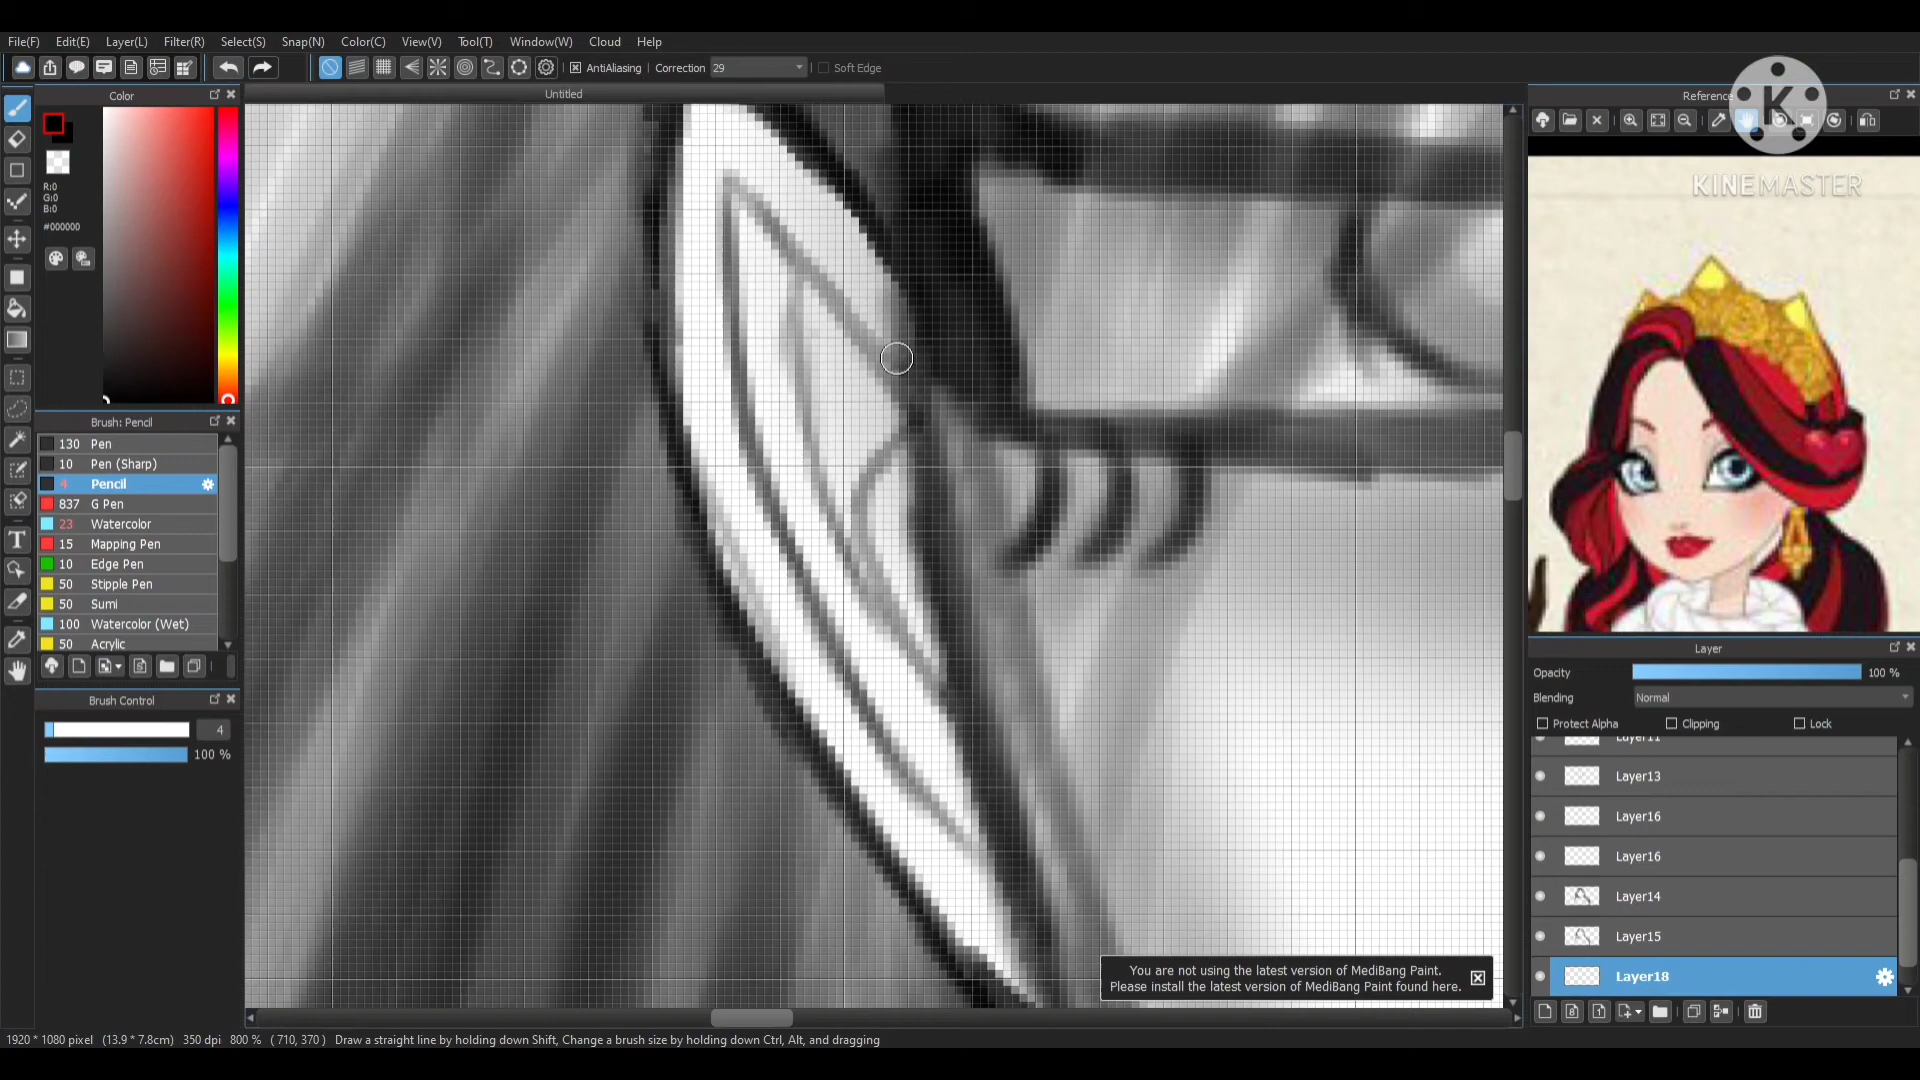 File(F) Edit(E) Layer(L) Filter(R) Select(S) Snap(N) Color(C) View(V) Tool(T) Window(W) Cloud Help
AntiAliasing Correction 29 Soft Edge
Untitled
Color
R:0
G:0
B:0
#000000
Brush: Pencil
130 Pen
10 Pen (Sharp)
4 Pencil
837 G Pen
23 Watercolor
15 Mapping Pen
10 Edge Pen
50 Stipple Pen
50 Sumi
100 Watercolor (Wet)
50 Acrylic
Brush Control
4
100 %
Reference
K
KINEMASTER
Layer
Opacity 100 %
Blending Normal
Protect Alpha Clipping Lock
Layer11
Layer13
Layer16
Layer16
Layer14
Layer15
Layer18
You are not using the latest version of MediBang Paint.
Please install the latest version of MediBang Paint found here.
1920 * 1080 pixel (13.9 * 7.8cm) 350 dpi 800 % ( 710, 370 ) Draw a straight line by holding down Shift, Change a brush size by holding down Ctrl, Alt, and dragging